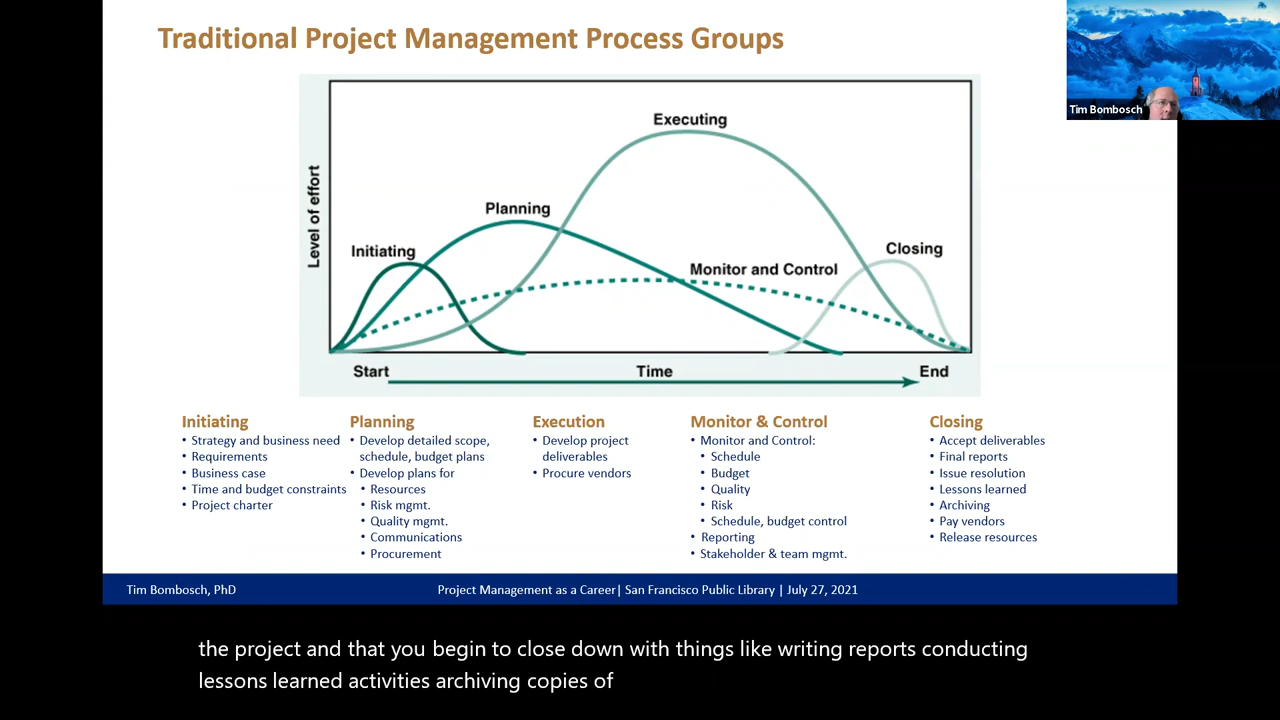 Traditional Project Management Process Groups
Tim Bombosch
Level of effort
Executing
Planning
Initiating
Closing
Monitor and Control
Start
Time
End
Initiating
• Strategy and business need
• Requirements
• Business case
• Time and budget constraints
• Project charter
Planning
• Develop detailed scope,
schedule, budget plans
• Develop plans for
• Resources
• Risk mgmt.
• Quality mgmt.
• Communications
• Procurement
Execution
• Develop project
deliverables
• Procure vendors
Monitor & Control
• Monitor and Control:
• Schedule
• Budget
• Quality
• Risk
• Schedule, budget control
• Reporting
• Stakeholder & team mgmt.
Closing
• Accept deliverables
• Final reports
• Issue resolution
• Lessons learned
• Archiving
• Pay vendors
• Release resources
Tim Bombosch, PhD
Project Management as a Career| San Francisco Public Library | July 27, 2021
the project and that you begin to close down with things like writing reports conducting
lessons learned activities archiving copies of